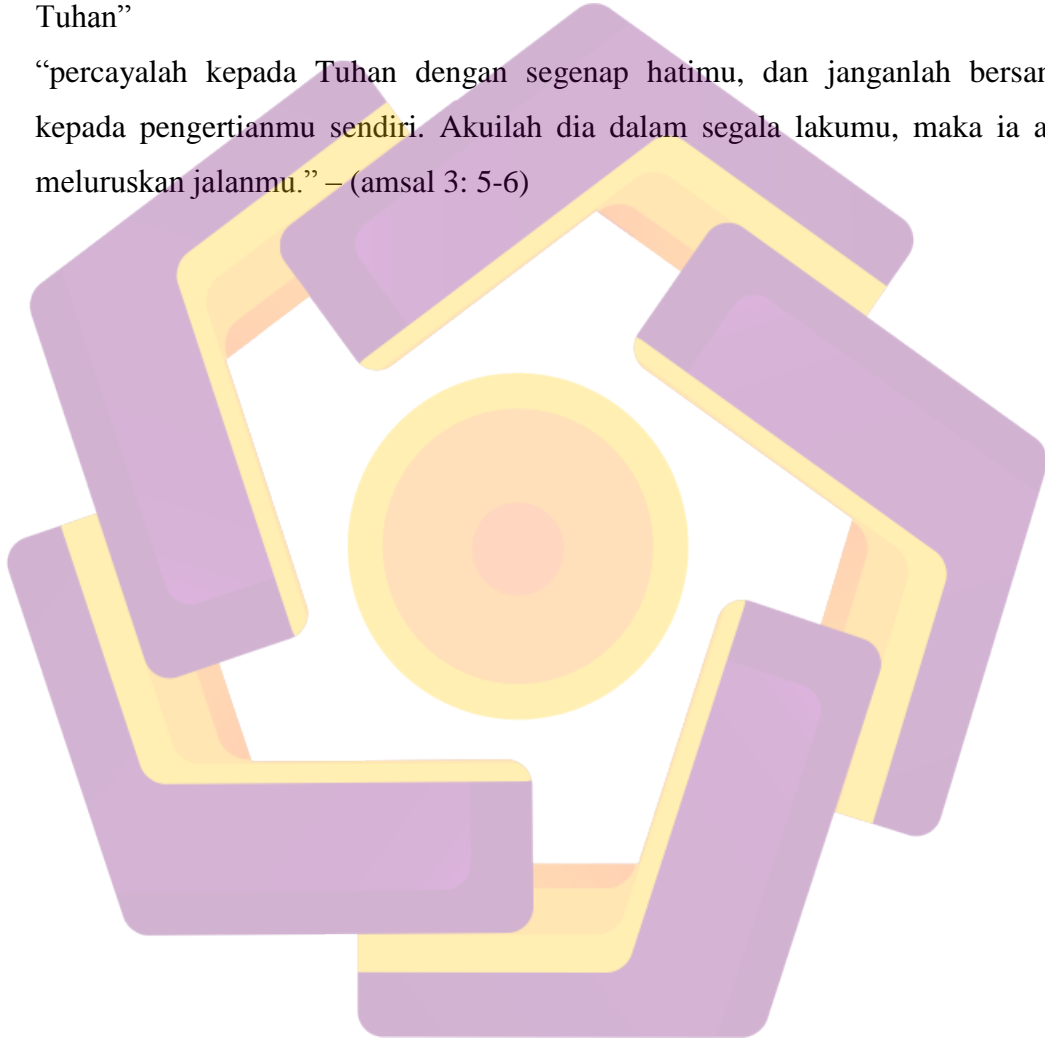 Tuhan”
“percayalah kepada Tuhan dengan segenap hatimu, dan janganlah
kepada pengertianmu sendiri. Akuilah dia dalam segala lakumu, maka ia
meluruskan jalanmu.” – (amsal 3: 5-6)